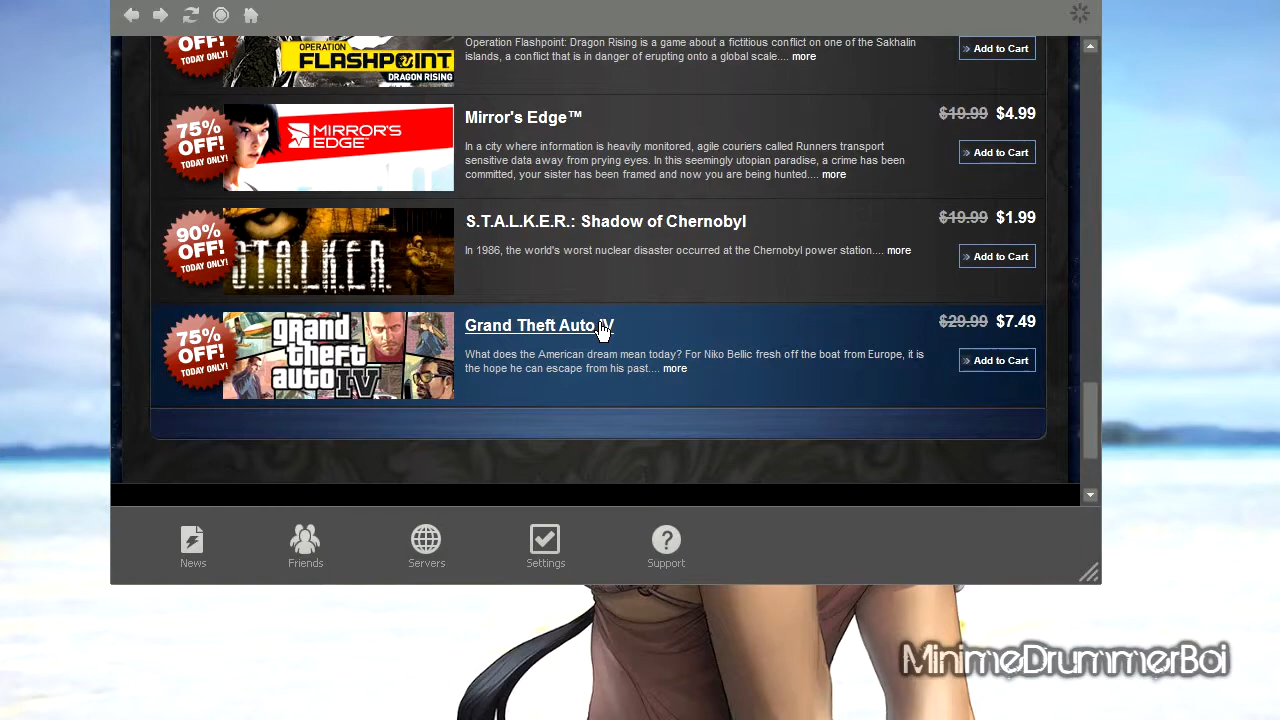 OFF!
TODAY ONLY!
OPERATION
FLASHPOINT
DRAGON RISING
Operation Flashpoint: Dragon Rising is a game about a fictitious conflict on one of the Sakhalin
islands, a conflict that is in danger of erupting onto a global scale.... more
» Add to Cart
75%
OFF!
TODAY ONLY!
MIRROR'S
EDGE™
Mirror's Edge™
$19.99 $4.99
In a city where information is heavily monitored, agile couriers called Runners transport
sensitive data away from prying eyes. In this seemingly utopian paradise, a crime has been
committed, your sister has been framed and now you are being hunted.... more
» Add to Cart
90%
OFF!
TODAY ONLY!
S.T.A.L.K.E.R.
S.T.A.L.K.E.R.: Shadow of Chernobyl
$19.99 $1.99
In 1986, the world's worst nuclear disaster occurred at the Chernobyl power station.... more
» Add to Cart
75%
OFF!
TODAY ONLY!
grand
theft
auto IV
Grand Theft Auto IV
$29.99 $7.49
What does the American dream mean today? For Niko Bellic fresh off the boat from Europe, it is
the hope he can escape from his past.... more
» Add to Cart
News
Friends
Servers
Settings
Support
MinimeDrummerBoi